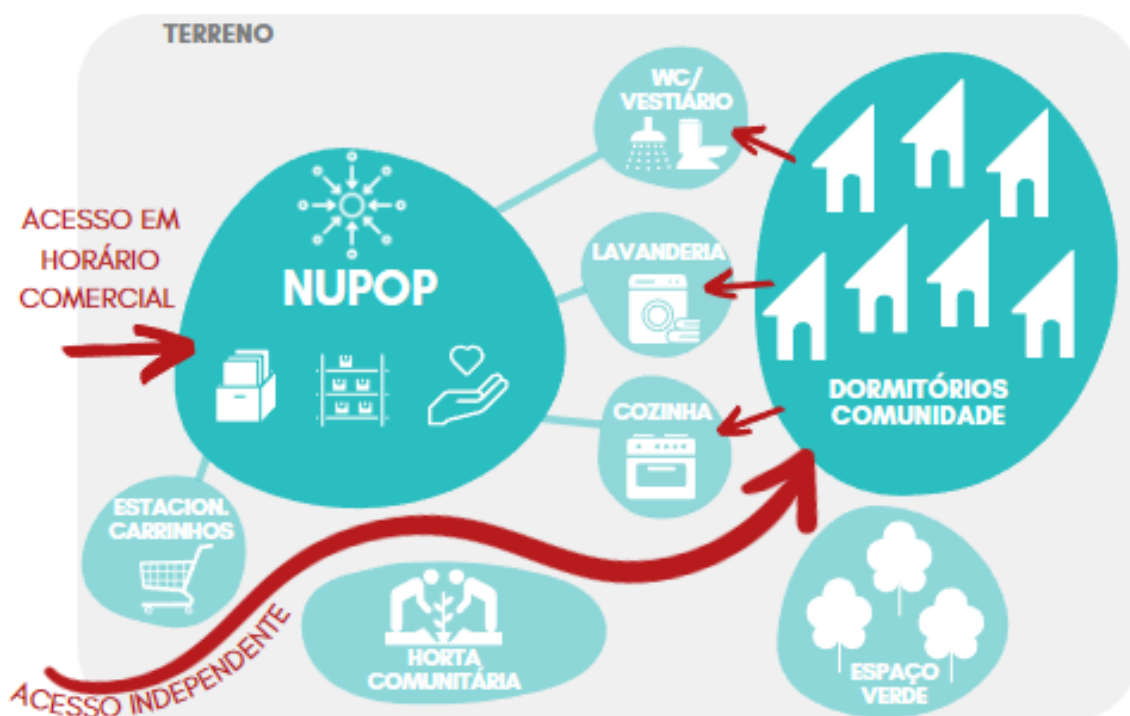 TERRENO
WC/
VESTIÁRIO
ACESSO EM
HORÁRIO
COMERCIAL
NUPOP
LAVANDERIA
COZINHA
DORMITÓRIOS
COMUNIDADE
ESTACION.
CARRINHOS
ACESSO INDEPENDENTE
HORTA
COMUNITÁRIA
ESPAÇO
VERDE